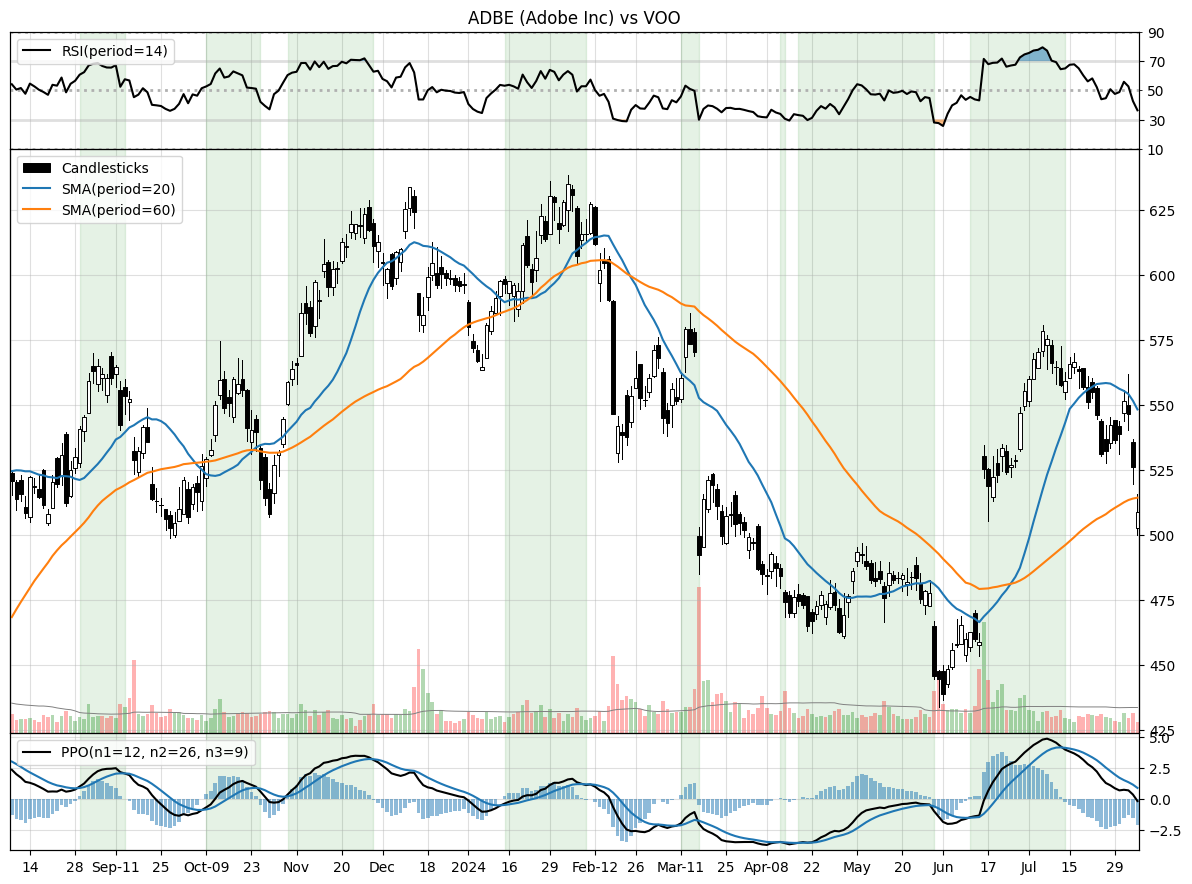 ADBE (Adobe Inc) vs VOO
RSI(period=14)
90
70
50
30
10
Candlesticks
SMA(period=20)
SMA(period=60)
625
600
575
550
525
500
475
450
425
PPO(n1=12, n2=26, n3=9)
5.0
2.5
0.0
−2.5
14 28 Sep-11 25 Oct-09 23 Nov 20 Dec 18 2024 16 29 Feb-12 26 Mar-11 25 Apr-08 22 May 20 Jun 17 Jul 15 29